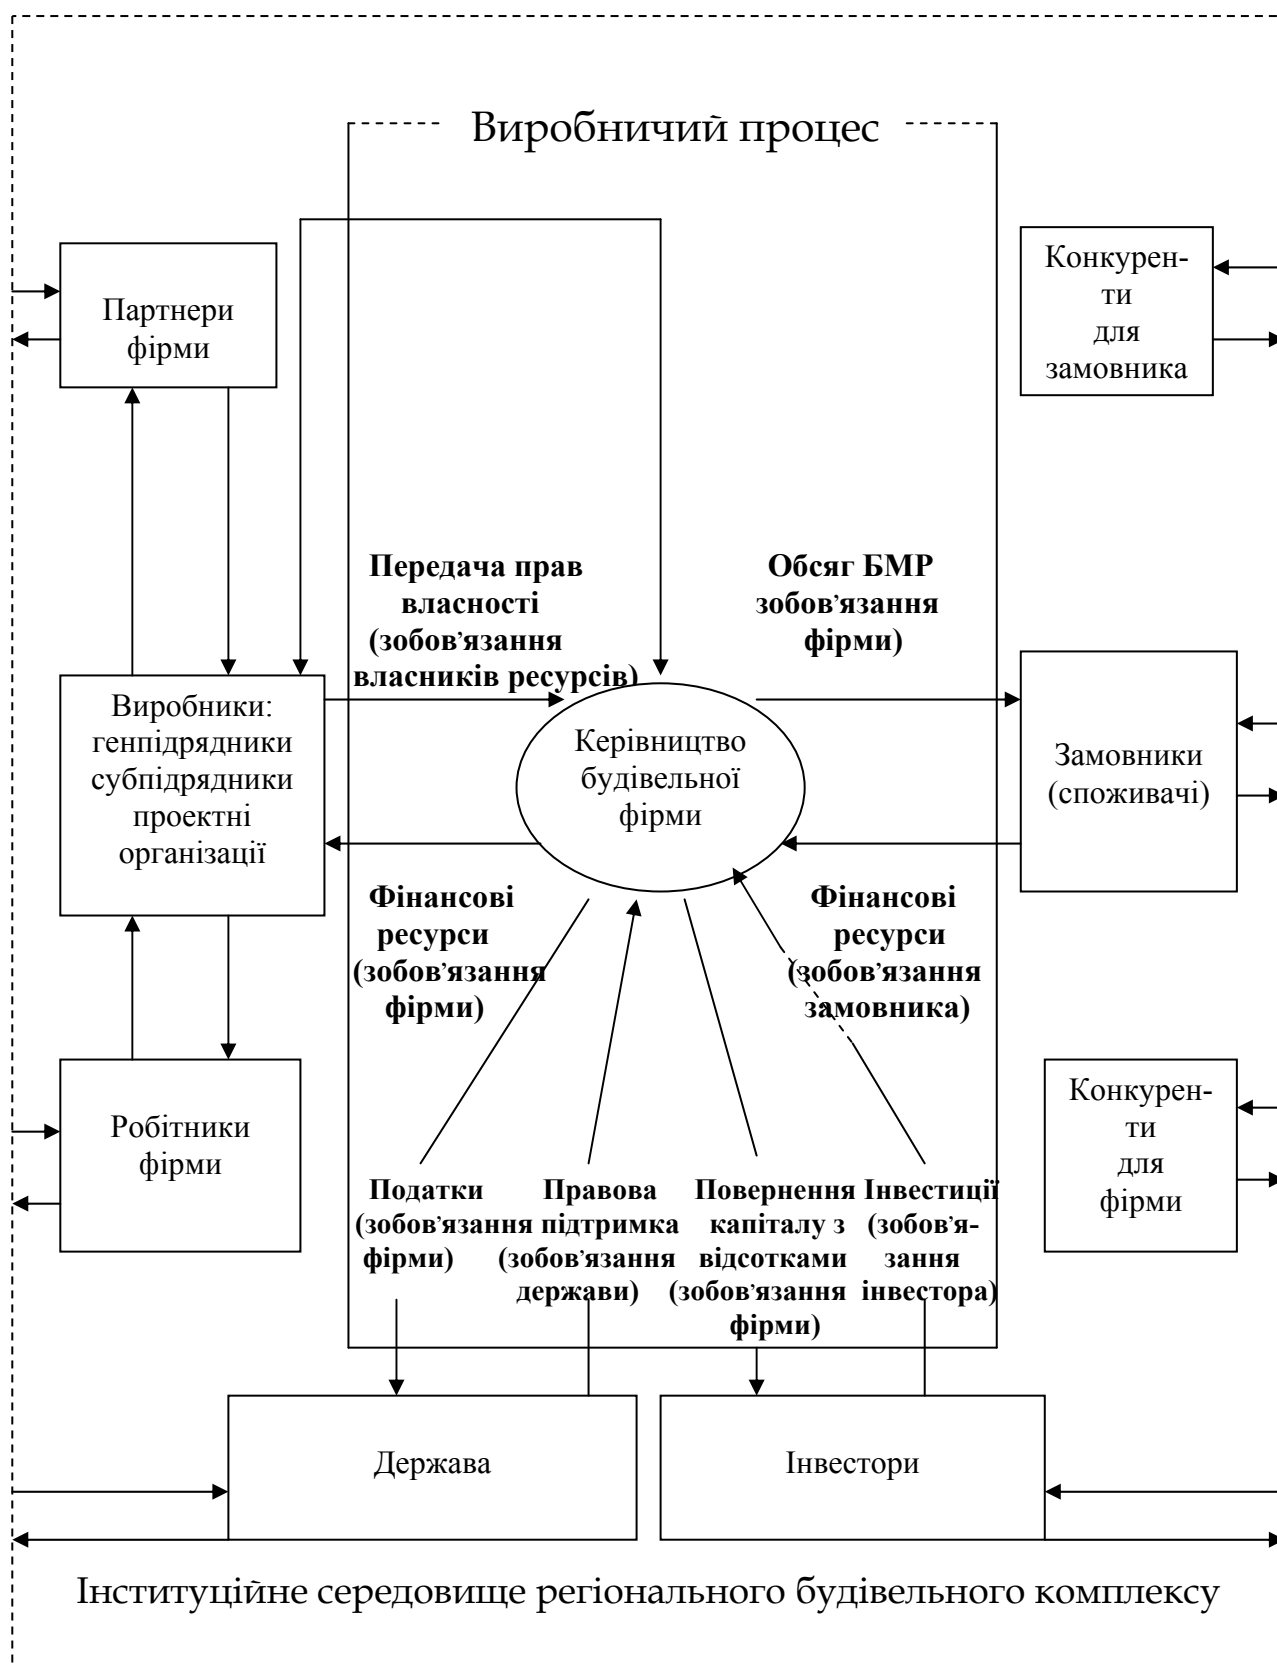 Виробничий процес
Партнери
фірми
Конкурен-
ти
для
замовника
Передача прав
власності
(зобов'язання
власників ресурсів)
Обсяг БМР
зобов'язання
фірми)
Виробники:
генпідрядники
субпідрядники
проектні
організації
Керівництво
будівельної
фірми
Замовники
(споживачі)
Фінансові
ресурси
(зобов'язання
фірми)
Фінансові
ресурси
(зобов'язання
замовника)
Робітники
фірми
Конкурен-
ти
для
фірми
Податки
(зобов'язання
фірми)
Правова
підтримка
(зобов'язання
держави)
Повернення
капіталу з
відсотками
(зобов'язання
фірми)
Інвестиції
(зобов'я-
зання
інвестора)
Держава
Інвестори
Інституційне середовище регіонального будівельного комплексу